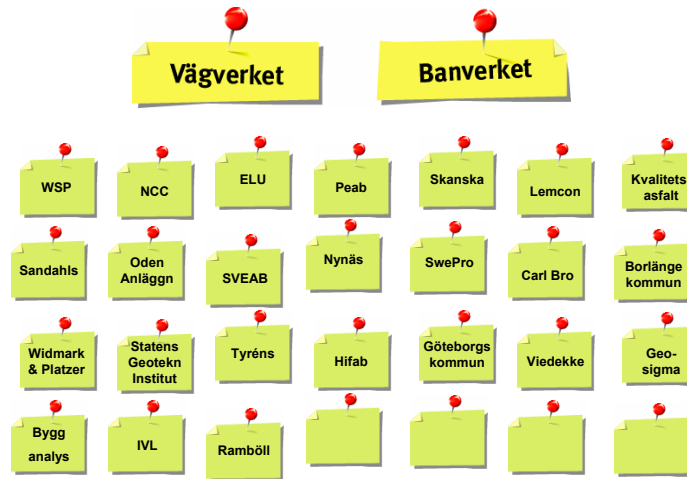 Vägverket
Banverket
WSP
NCC
ELU
Peab
Skanska
Lemcon
Kvalitets
asfalt
Sandahls
Oden
Anläggn
SVEAB
Nynäs
SwePro
Carl Bro
Borlänge
kommun
Widmark
& Platzer
Statens
Geotekn
Institut
Tyréns
Hifab
Göteborgs
kommun
Viedekke
Geo-
sigma
Bygg
analys
IVL
Ramböll